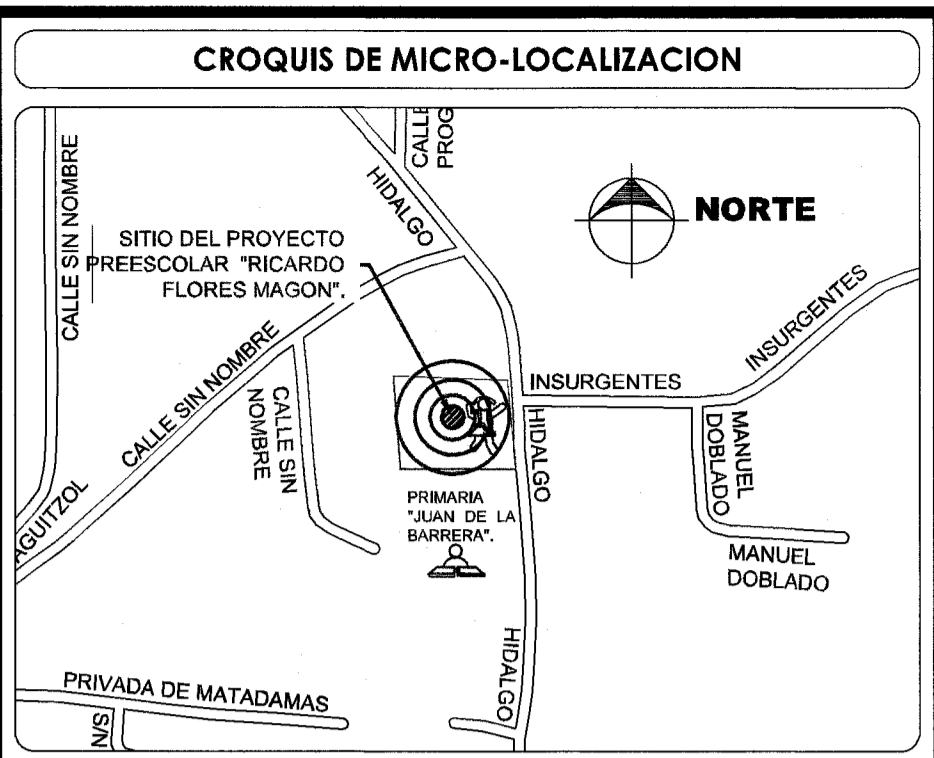 CROQUIS DE MICRO-LOCALIZACION
CALLE SIN NOMBRE
HIDALGO
CALLE
PROG
NORTE
SITIO DEL PROYECTO
PREESCOLAR "RICARDO
FLORES MAGON".
CALLE SIN NOMBRE
CALLE SIN
NOMBRE
AGUITZOL
INSURGENTES
INSURGENTES
HIDALGO
MANUEL
DOBLADO
MANUEL
DOBLADO
PRIMARIA
"JUAN DE LA
BARRERA".
HIDALGO
PRIVADA DE MATADAMAS
S/N